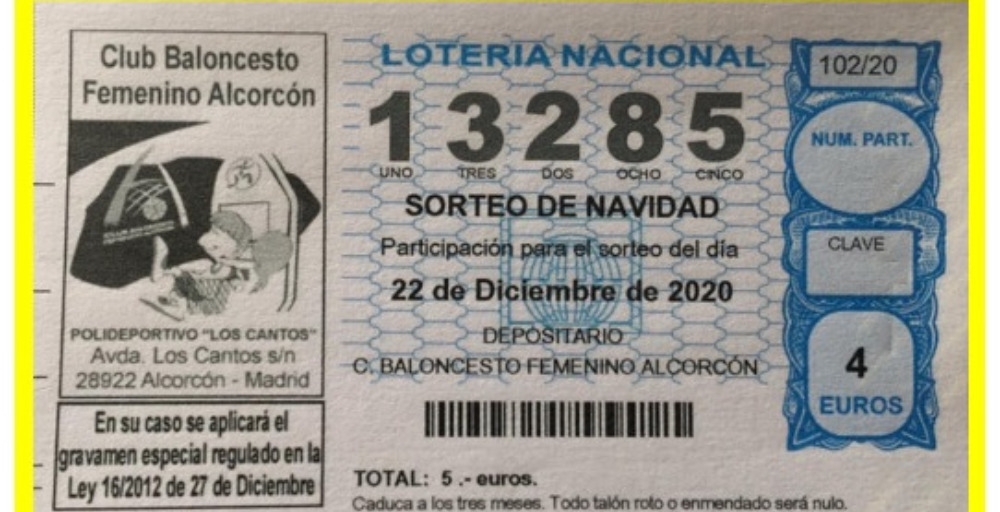 Club Baloncesto
Femenino Alcorcón
POLIDEPORTIVO "LOS CANTOS"
Avda. Los Cantos s/n
28922 Alcorcón - Madrid
En su caso se aplicará el
gravamen especial regulado en la
Ley 16/2012 de 27 de Diciembre
LOTERIA NACIONAL
13285
UNO TRES DOS OCHO CINCO
SORTEO DE NAVIDAD
Participación para el sorteo del día
22 de Diciembre de 2020
DEPOSITARIO
C. BALONCESTO FEMENINO ALCORCÓN
TOTAL: 5 .- euros.
Caduca a los tres meses. Todo talón roto o enmendado será nulo.
102/20
NUM. PART.
CLAVE
4
EUROS